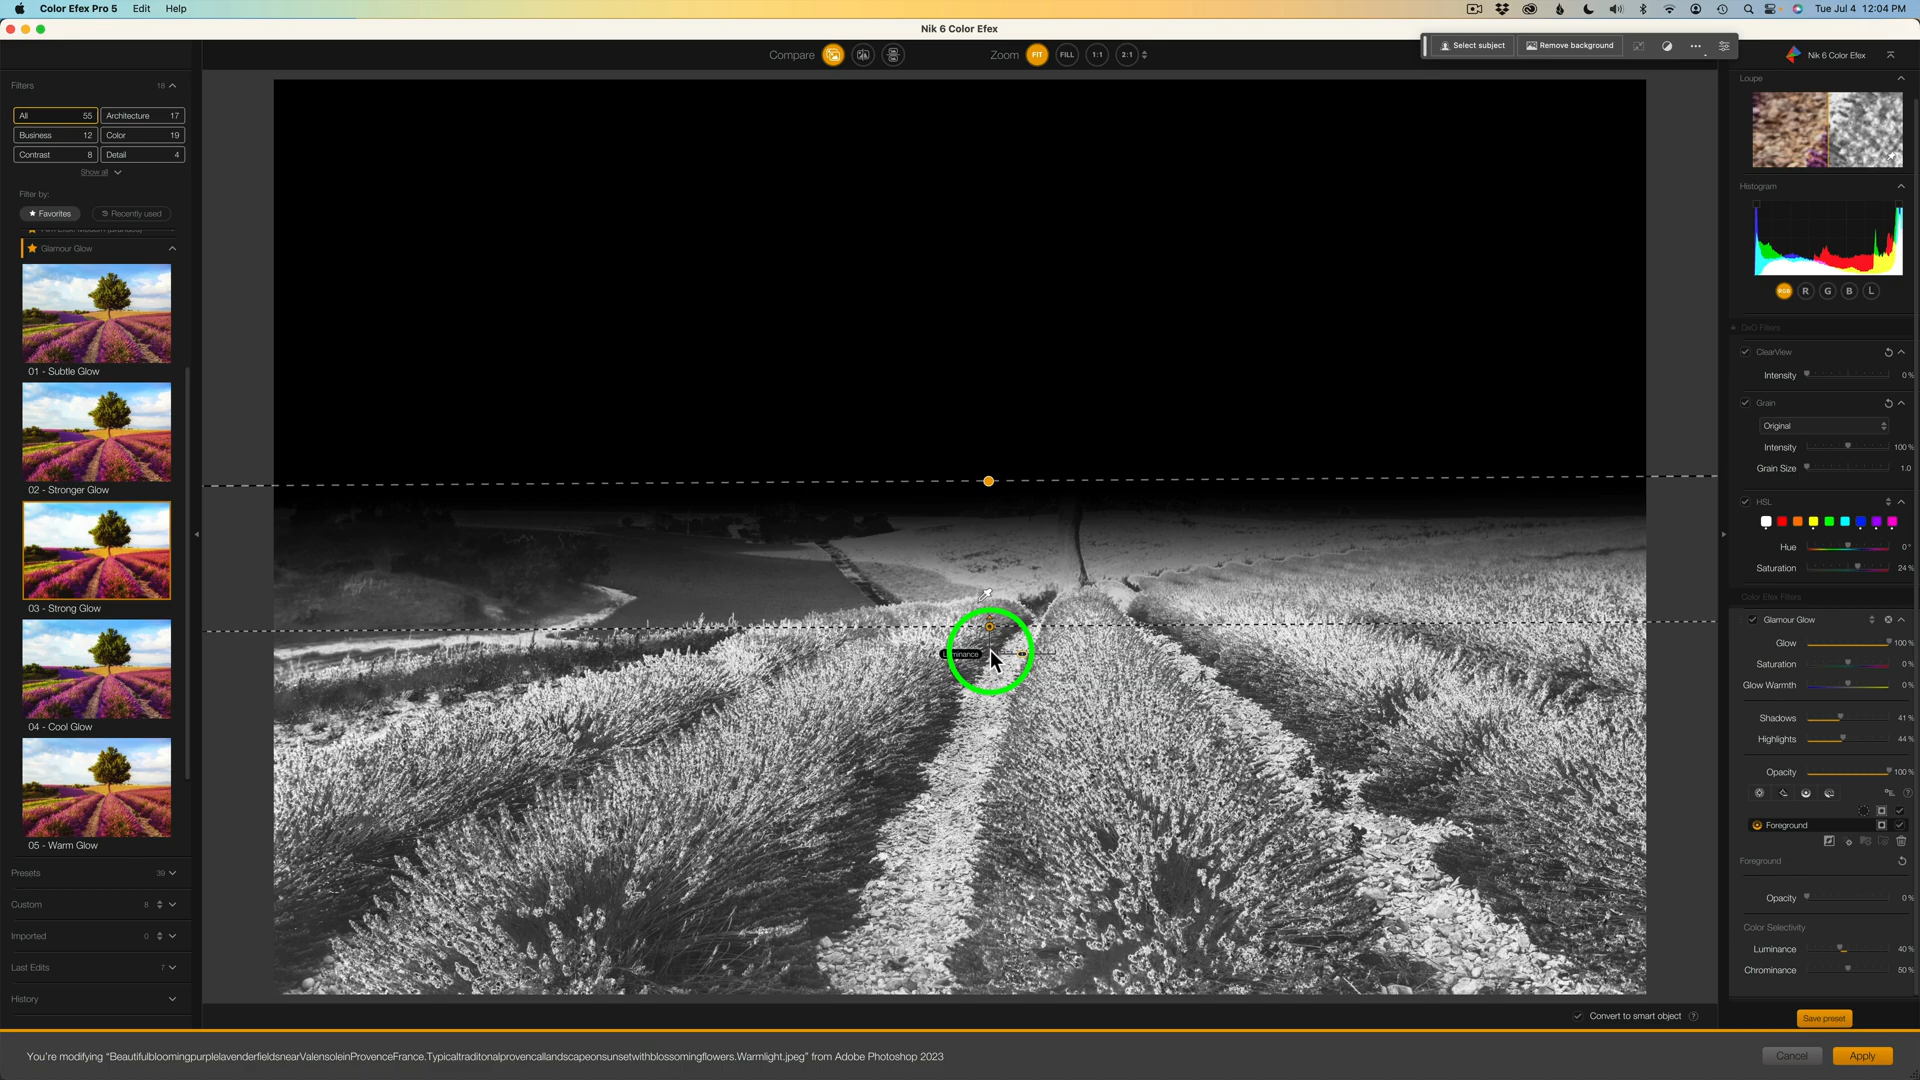 Color Efex Pro 5 Edit Help
Tue Jul 4 12:04 PM
Nik 6 Color Efex
Compare
Zoom FIT FILL 1:1 2:1
Select subject Remove background
Nik 6 Color Efex
Filters 18
All 55 Architecture 17
Business 12 Color 19
Contrast 8 Detail 4
Show all
Filter by:
Favorites Recently used
Glamour Glow
01 - Subtle Glow
02 - Stronger Glow
03 - Strong Glow
04 - Cool Glow
05 - Warm Glow
Presets 39
Custom 8
Imported 0
Last Edits 7
History
Loupe
Histogram
RGB R G B L
DxO Filters
ClearView
Intensity 0%
Grain
Original
Intensity 100%
Grain Size 1.0
HSL
Hue 0°
Saturation 24%
Color Efex Filters
Glamour Glow
Glow 100%
Saturation 0%
Glow Warmth 0%
Shadows 41%
Highlights 44%
Opacity 100%
Foreground
Foreground
Opacity 0%
Color Selectivity
Luminance 40%
Chrominance 50%
Save preset
Convert to smart object
You're modifying "BeautifulbloomingpurplelavenderfieldsnearValensoleinProvenceFrance.Typicaltraditonalprovencallandscapeonsunsetwithblossomingflowers.Warmlight.jpeg" from Adobe Photoshop 2023
Cancel Apply